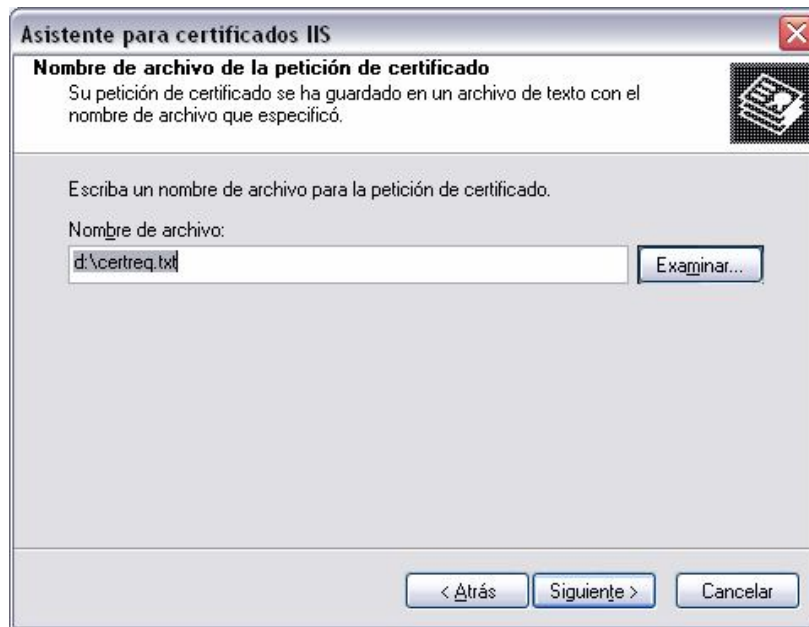 Asistente para certificados IIS
Nombre de archivo de la petición de certificado
Su petición de certificado se ha guardado en un archivo de texto con el
nombre de archivo que especificó.
Escriba un nombre de archivo para la petición de certificado.
Nombre de archivo:
d:\certreq.txt
Examinar...
< Atrás
Siguiente >
Cancelar